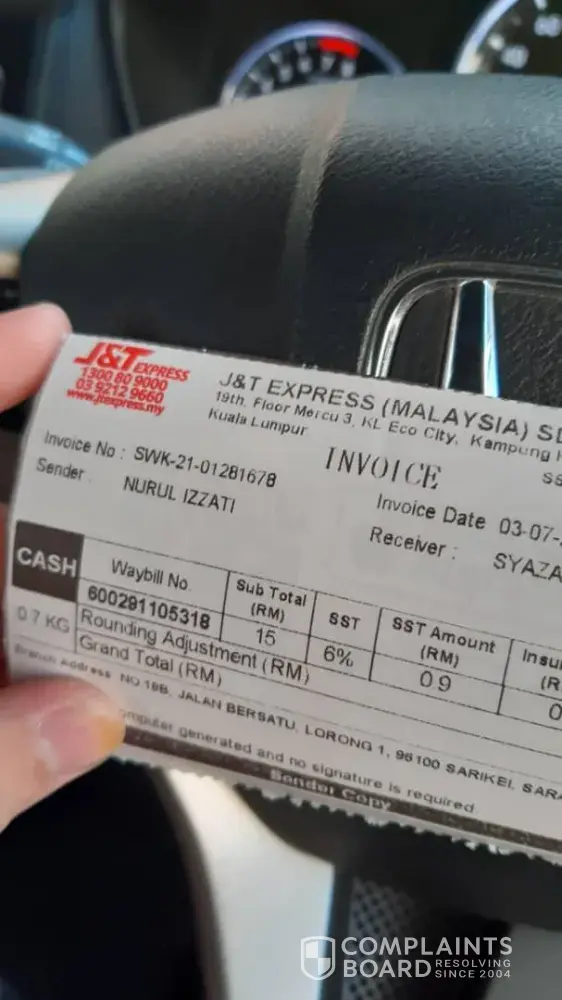 J&T EXPRESS
1300 80 9000
03 9212 9660
www.jtexpress.my
J&T EXPRESS (MALAYSIA) SD
19th. Floor Mercu 3, KL Eco City, Kampung
Kuala Lumpur
INVOICE
Invoice No : SWK-21-01281678
Sender : NURUL IZZATI
Invoice Date 03-07-
Receiver : SYAZA
CASH
Waybill No. Sub Total (RM) SST SST Amount (RM) Insu (R
600291105318 15 6% 0.9 0
0.7 KG
Rounding Adjustment (RM)
Grand Total (RM)
Branch Address NO 19B, JALAN BERSATU, LORONG 1, 96100 SARIKEI, SARA
computer generated and no signature is required
Sender Copy
COMPLAINTS
BOARD RESOLVING
SINCE 2004